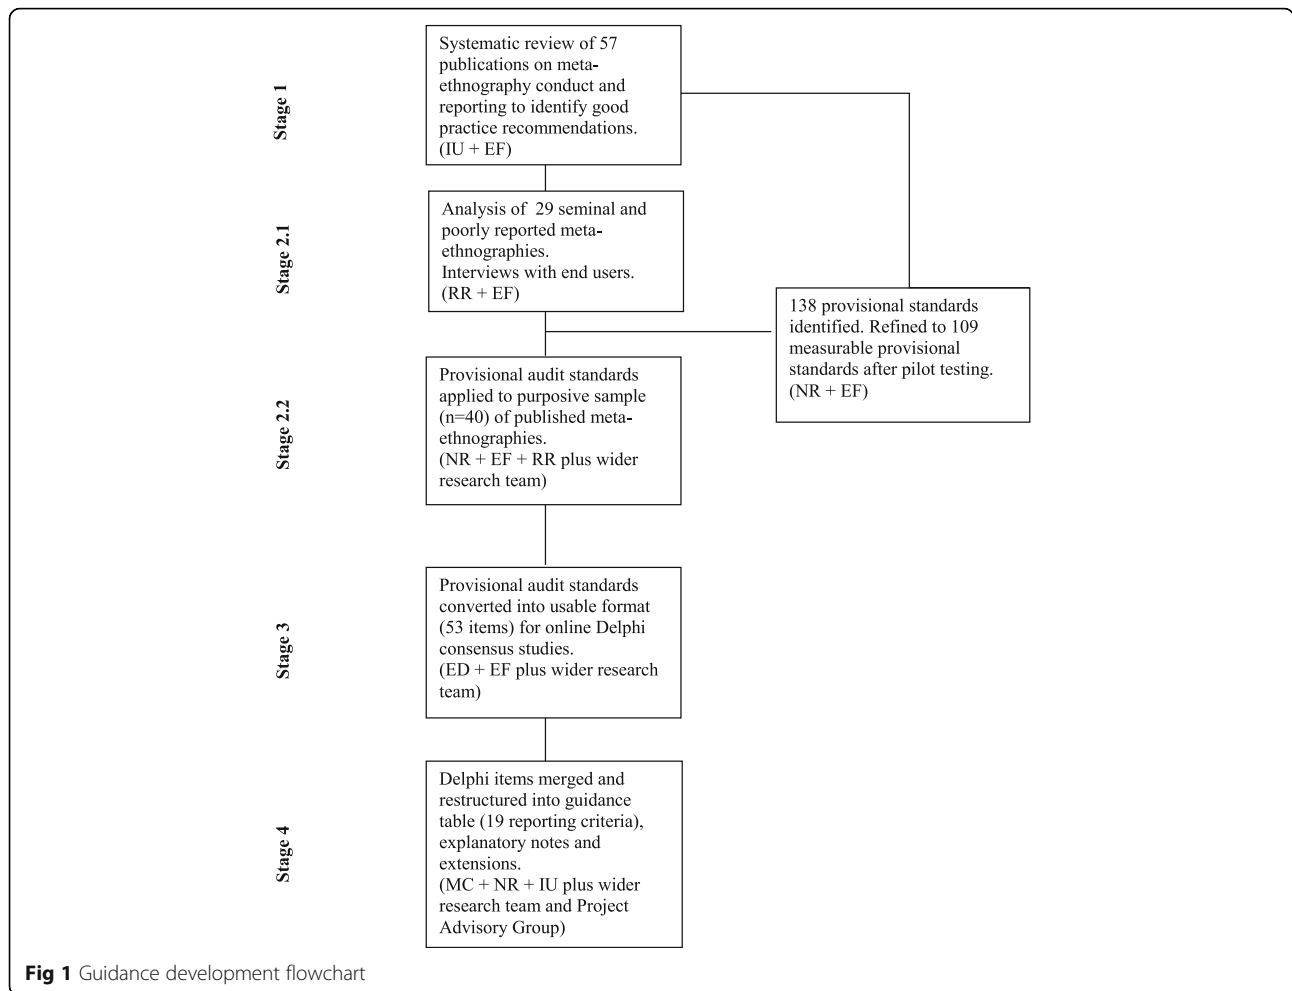 Stage 1
Systematic review of 57
publications on meta-
ethnography conduct and
reporting to identify good
practice recommendations.
(IU + EF)
Stage 2.1
Analysis of  29 seminal and
poorly reported meta-
ethnographies.
Interviews with end users.
(RR + EF)
138 provisional standards
identified. Refined to 109
measurable provisional
standards after pilot testing.
(NR + EF)
Stage 2.2
Provisional audit standards
applied to purposive sample
(n=40) of published meta-
ethnographies.
(NR + EF + RR plus wider
research team)
Stage 3
Provisional audit standards
converted into usable format
(53 items) for online Delphi
consensus studies.
(ED + EF plus wider research
team)
Stage 4
Delphi items merged and
restructured into guidance
table (19 reporting criteria),
explanatory notes and
extensions.
(MC + NR + IU plus wider
research team and Project
Advisory Group)
Fig 1 Guidance development flowchart